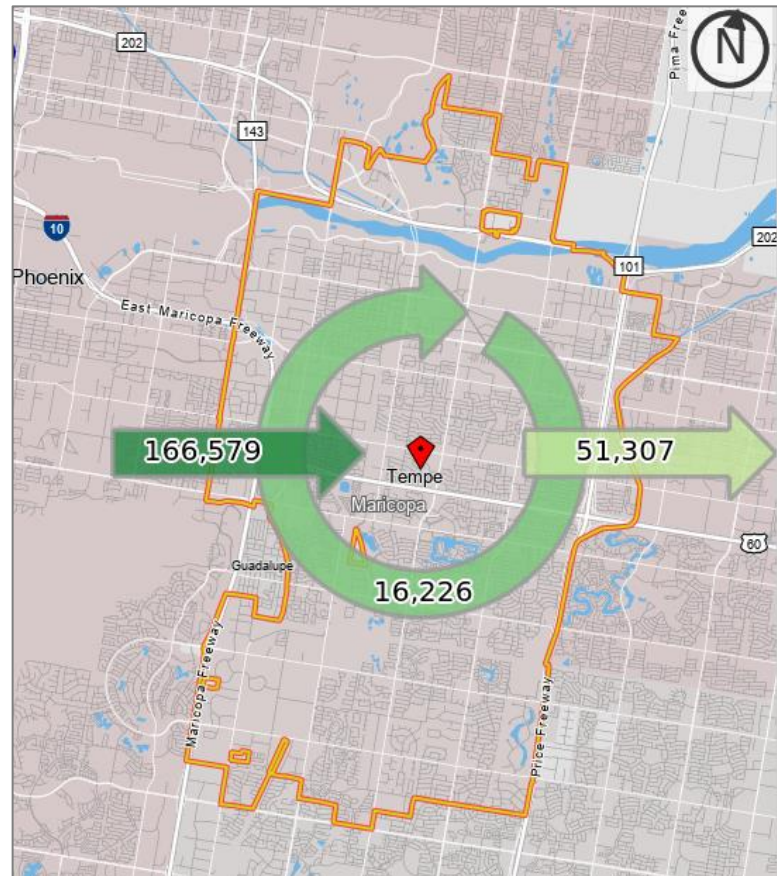 202
N
Pima Free
143
10
101
202
Phoenix
East Maricopa Freeway
166,579
51,307
Tempe
Maricopa
60
Guadalupe
16,226
Maricopa Freeway
Price Freeway